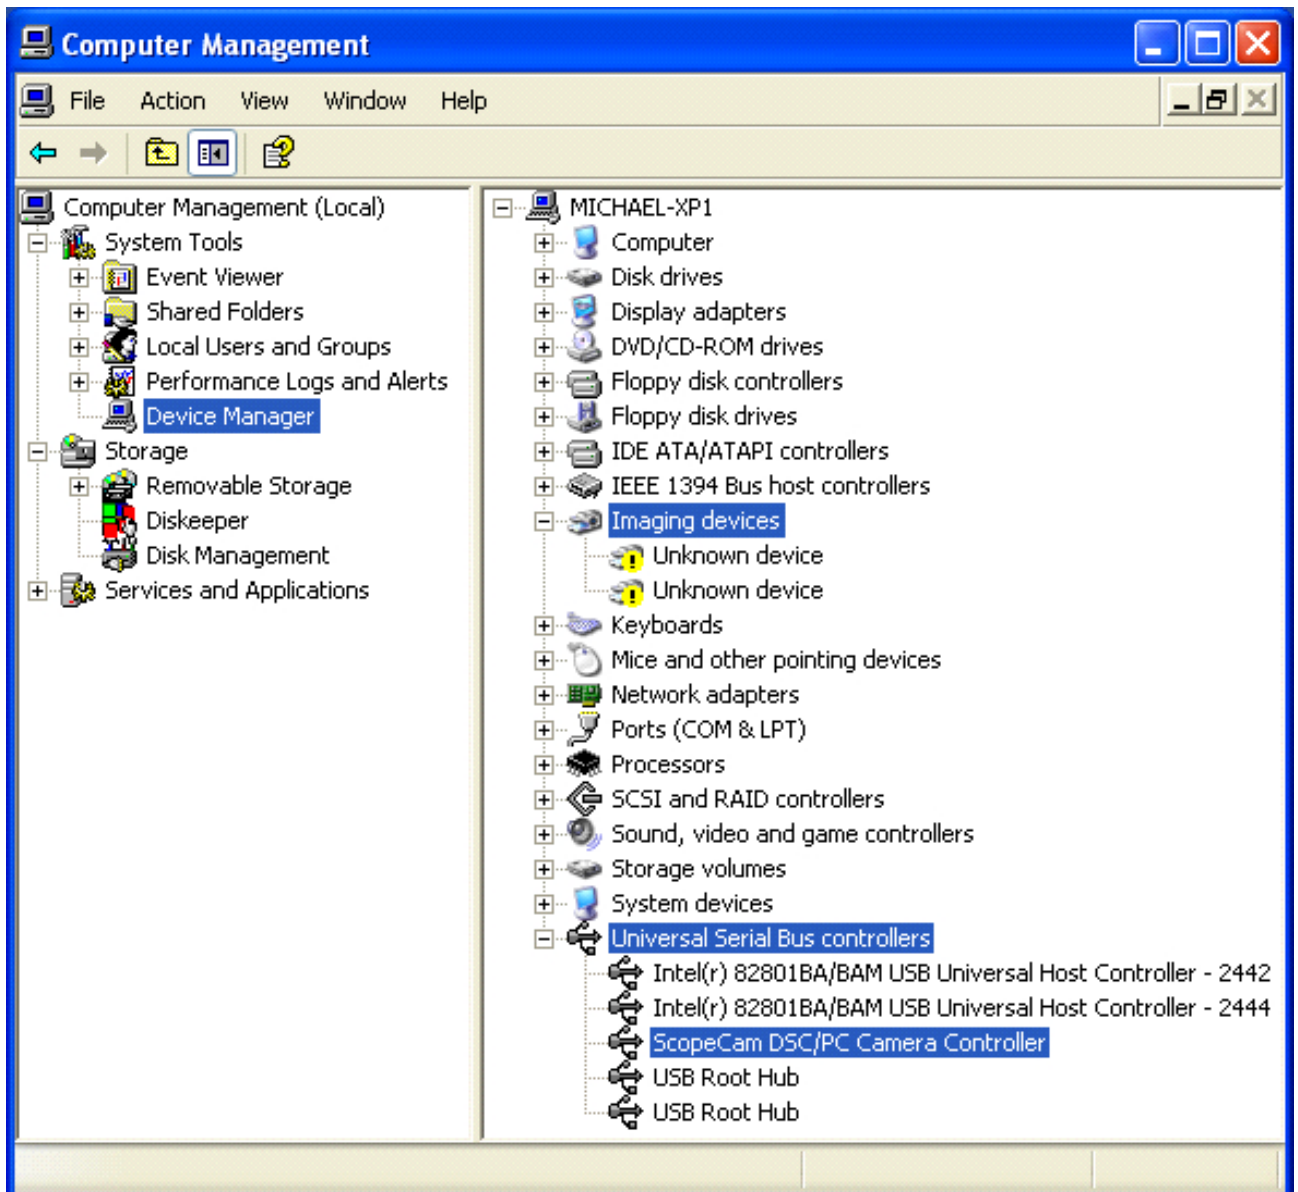 Computer Management
File Action View Window Help
Computer Management (Local)
System Tools
Event Viewer
Shared Folders
Local Users and Groups
Performance Logs and Alerts
Device Manager
Storage
Removable Storage
Diskeeper
Disk Management
Services and Applications
MICHAEL-XP1
Computer
Disk drives
Display adapters
DVD/CD-ROM drives
Floppy disk controllers
Floppy disk drives
IDE ATA/ATAPI controllers
IEEE 1394 Bus host controllers
Imaging devices
Unknown device
Unknown device
Keyboards
Mice and other pointing devices
Network adapters
Ports (COM & LPT)
Processors
SCSI and RAID controllers
Sound, video and game controllers
Storage volumes
System devices
Universal Serial Bus controllers
Intel(r) 82801BA/BAM USB Universal Host Controller - 2442
Intel(r) 82801BA/BAM USB Universal Host Controller - 2444
ScopeCam DSC/PC Camera Controller
USB Root Hub
USB Root Hub